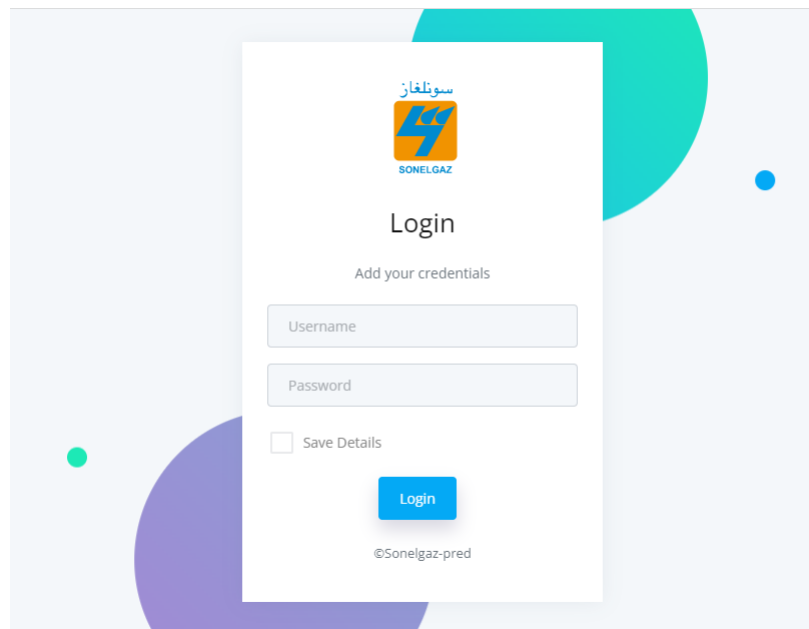 سونلغاز
SONELGAZ
Login
Add your credentials
Username
Password
Save Details
Login
©Sonelgaz-pred